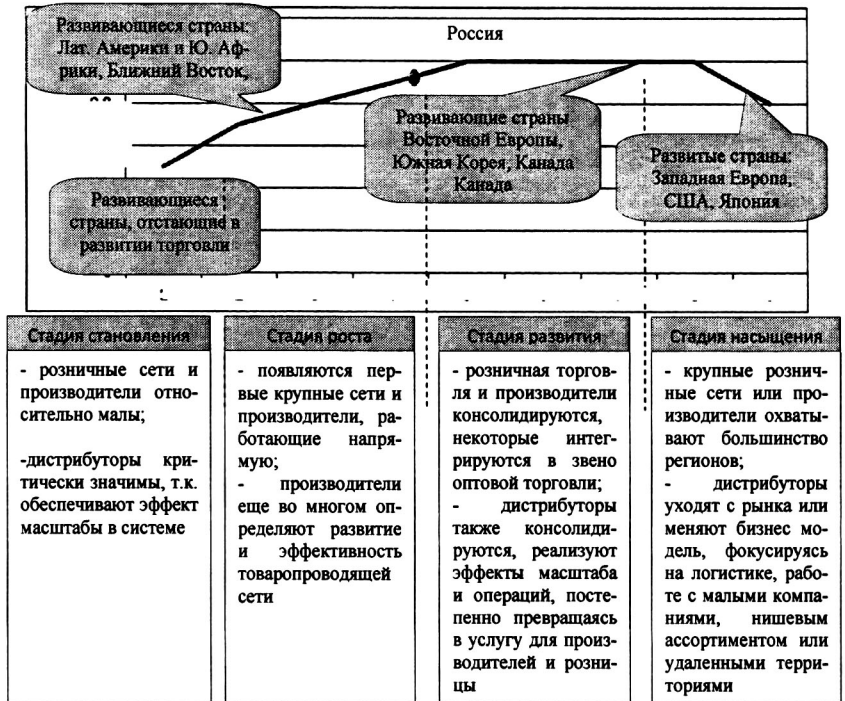 Развивающиеся страны:
Лат. Америки и Ю. Аф-
рики, Ближний Восток,
Россия
Развивающие страны
Восточной Европы,
Южная Корея, Канада
Канада
Развитые страны:
Западная Европа,
США, Япония
Развивающиеся
страны, отстающие в
развитии торговли
Стадия становления
- розничные сети и
производители отно-
сительно малы;
-дистрибуторы кри-
тически значимы, т.к.
обеспечивают эффект
масштабы в системе
Стадия роста
- появляются пер-
вые крупные сети и
производители, ра-
ботающие напря-
мую;
- производители
еще во многом оп-
ределяют развитие
и эффективность
товаропроводящей
сети
Стадия развития
- розничная торгов-
ля и производители
консолидируются,
некоторые интег-
рируются в звено
оптовой торговли;
- дистрибуторы
также консолиди-
руются, реализуют
эффекты масштаба
и операций, посте-
пенно превращаясь
в услугу для произ-
водителей и розни-
цы
Стадия насыщения
- крупные рознич-
ные сети или про-
изводители охваты-
вают большинство
регионов;
- дистрибуторы
уходят с рынка или
меняют бизнес мо-
дель, фокусируясь
на логистике, рабо-
те с малыми компа-
ниями, нишевым
ассортиментом или
удаленными терри-
ториями